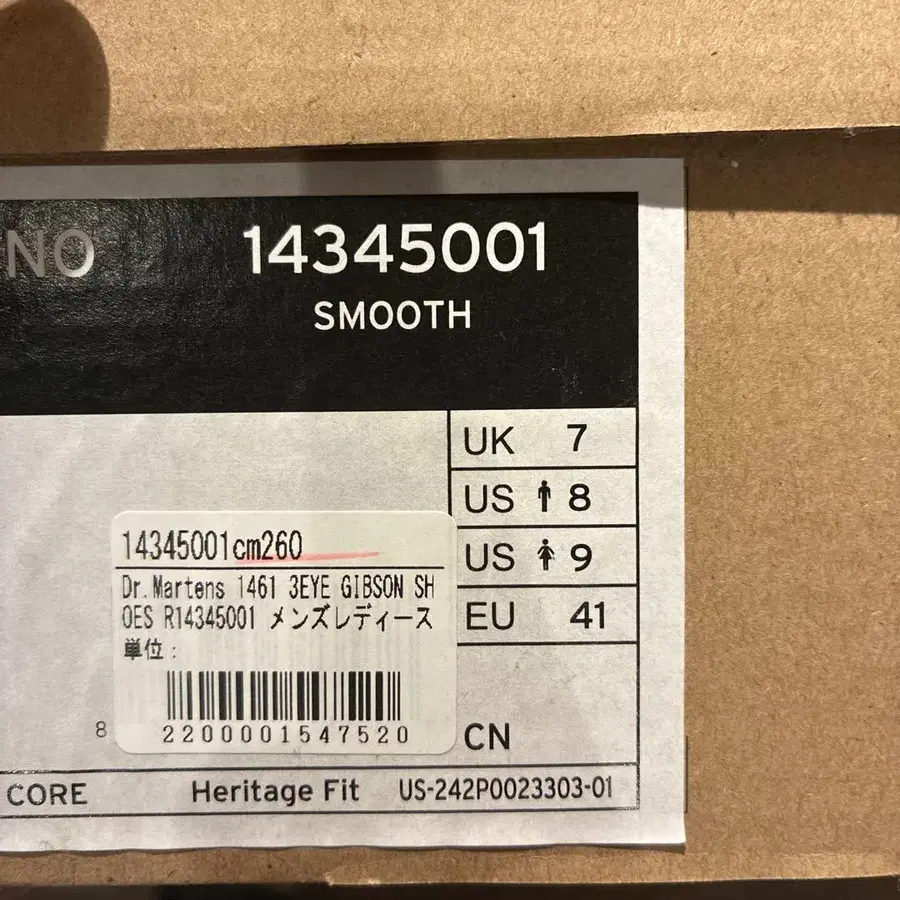 NO 14345001
SMOOTH
UK 7
US 8
US 9
EU 41
14345001cm260
Dr.Martens 1461 3EYE GIBSON SH
OES R14345001 メンズレディース
単位:
8
2200001547520
CN
CORE Heritage Fit US-242P0023303-01